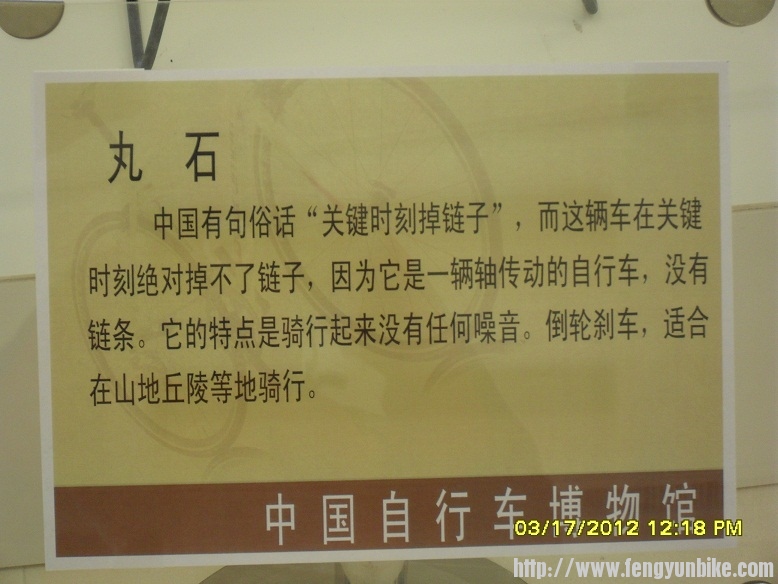 丸 石
中国有句俗话“关键时刻掉链子”，而这辆车在关键
时刻绝对掉不了链子，因为它是一辆轴传动的自行车，没有
链条。它的特点是骑行起来没有任何噪音。倒轮刹车，适合
在山地丘陵等地骑行。
中国自行车博物馆
03/17/2012 12:18 PM
http://www.fengyunbike.com